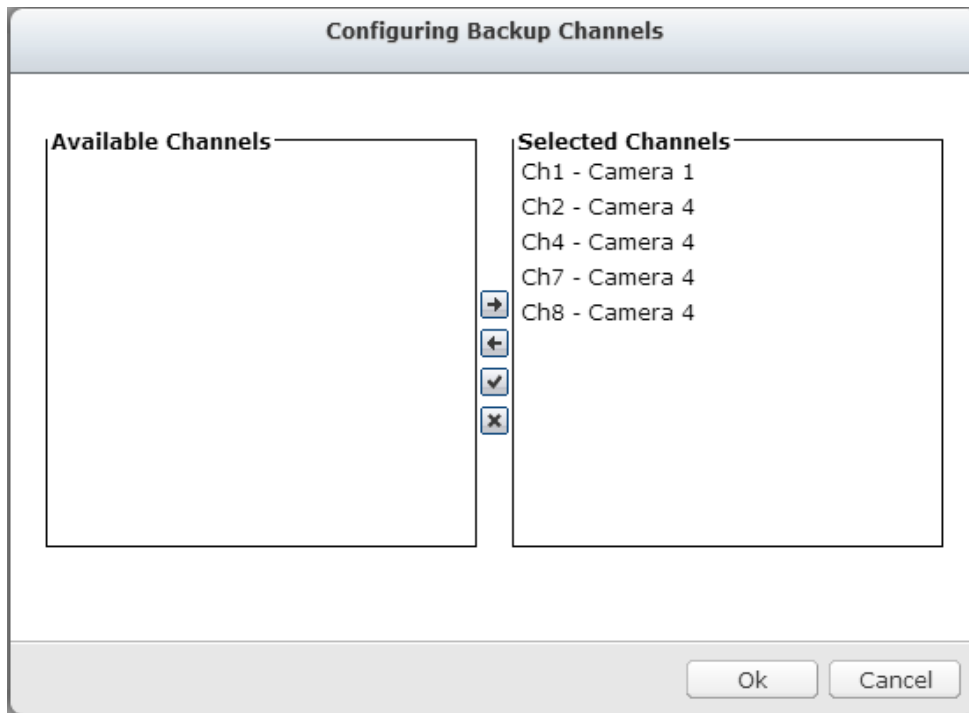 Configuring Backup Channels
Available Channels
Selected Channels
Ch1 - Camera 1
Ch2 - Camera 4
Ch4 - Camera 4
Ch7 - Camera 4
Ch8 - Camera 4
Ok
Cancel